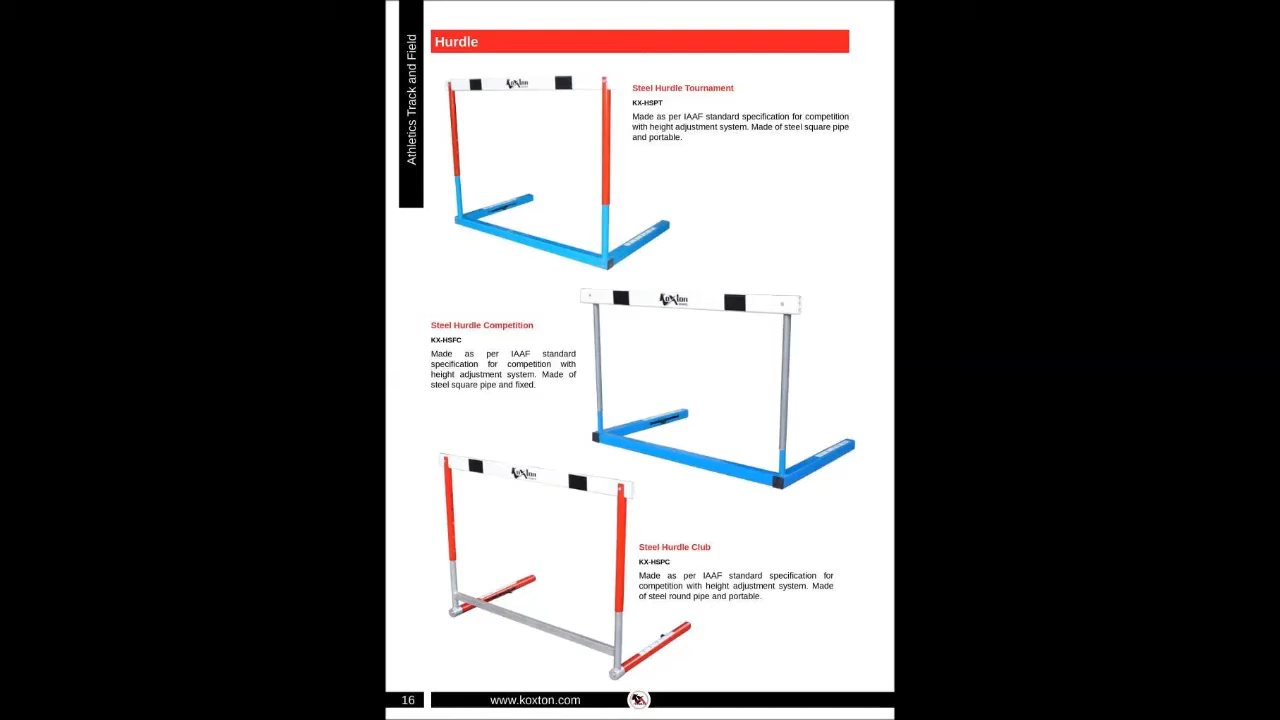 Athletics Track and Field
Hurdle
KoXton
Steel Hurdle Tournament
KX-HSPT
Made as per IAAF standard specification for competition
with height adjustment system. Made of steel square pipe
and portable.
KoXton
Steel Hurdle Competition
KX-HSFC
Made as per IAAF standard
specification for competition with
height adjustment system. Made of
steel square pipe and fixed.
KoXton
Steel Hurdle Club
KX-HSPC
Made as per IAAF standard specification for
competition with height adjustment system. Made
of steel round pipe and portable.
16
www.koxton.com